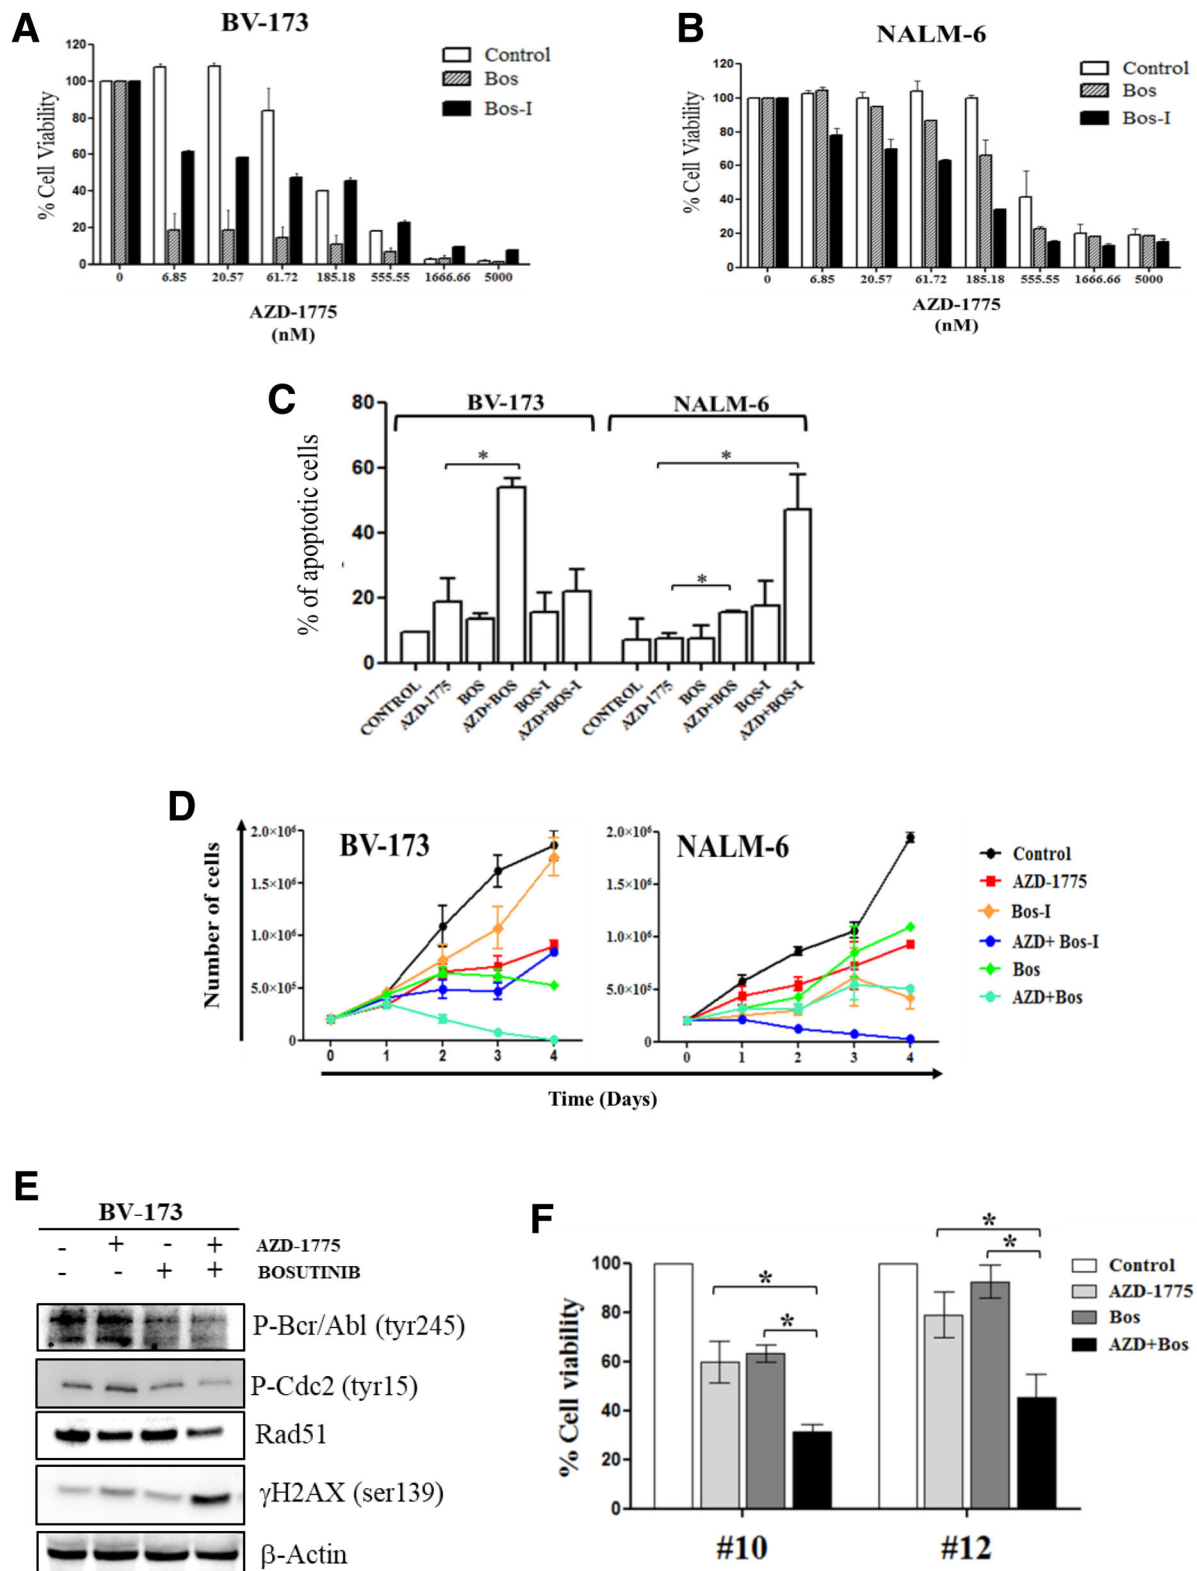 A
BV-173
120
100
80
60
40
20
0
% Cell Viability
Control
Bos
Bos-I
0 6.85 20.57 61.72 185.18 555.55 1666.66 5000
AZD-1775
(nM)
B
NALM-6
120
100
80
60
40
20
0
% Cell Viability
Control
Bos
Bos-I
0 6.85 20.57 61.72 185.18 555.55 1666.66 5000
AZD-1775
(nM)
C
80
60
40
20
0
% of apoptotic cells
BV-173 NALM-6
* *
*
CONTROL AZD-1775 BOS AZD+BOS BOS-I AZD+BOS-I CONTROL AZD-1775 BOS AZD+BOS BOS-I AZD+BOS-I
D
Number of cells
BV-173
2.0×10⁶
1.5×10⁶
1.0×10⁶
5.0×10⁵
0
0 1 2 3 4
NALM-6
2.0×10⁶
1.5×10⁶
1.0×10⁶
5.0×10⁵
0
0 1 2 3 4
Time (Days)
Control
AZD-1775
Bos-I
AZD+ Bos-I
Bos
AZD+Bos
E
BV-173
- + - + AZD-1775
- - + + BOSUTINIB
P-Bcr/Abl (tyr245)
P-Cdc2 (tyr15)
Rad51
γH2AX (ser139)
β-Actin
F
% Cell viability
100
80
60
40
20
0
* *
* *
Control
AZD-1775
Bos
AZD+Bos
#10 #12